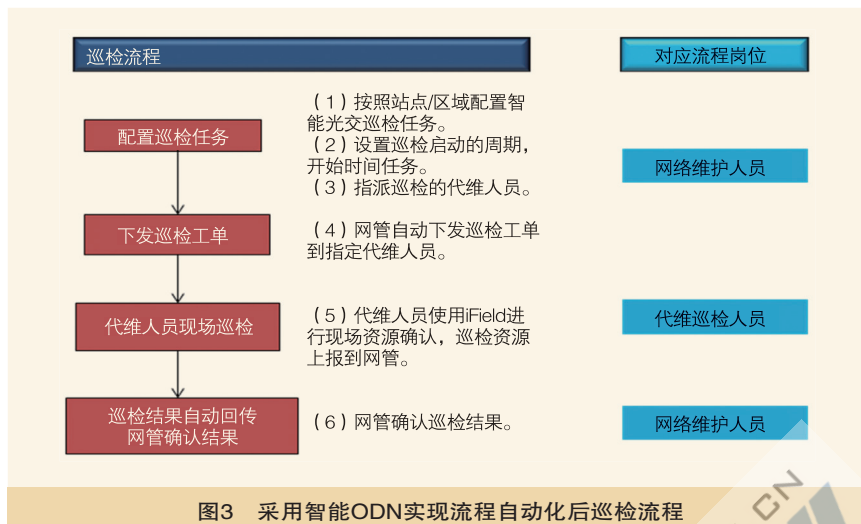 巡检流程
对应流程岗位
配置巡检任务
（1）按照站点/区域配置智
能光交巡检任务。
（2）设置巡检启动的周期，
开始时间任务。
（3）指派巡检的代维人员。
网络维护人员
下发巡检工单
（4）网管自动下发巡检工单
到指定代维人员。
代维人员现场巡检
（5）代维人员使用iField进
行现场资源确认，巡检资源
上报到网管。
代维巡检人员
巡检结果自动回传
网管确认结果
（6）网管确认巡检结果。
网络维护人员
图3 采用智能ODN实现流程自动化后巡检流程
CN